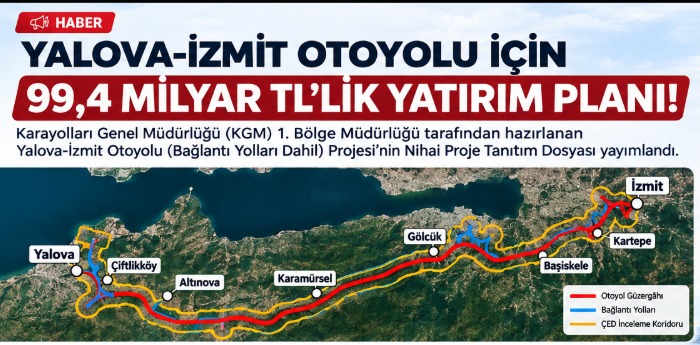 HABER
YALOVA-İZMİT OTOYOLU İÇİN
99,4 MİLYAR TL'LİK YATIRIM PLANI!
Karayolları Genel Müdürlüğü (KGM) 1. Bölge Müdürlüğü tarafından hazırlanan
Yalova-İzmit Otoyolu (Bağlantı Yolları Dahil) Projesi'nin Nihai Proje Tanıtım Dosyası yayımlandı.
İzmit
Kartepe
Gölcük
Başiskele
Yalova
Çiftlikköy
Altınova
Karamürsel
Otoyol Güzergâhı
Bağlantı Yolları
ÇED İnceleme Koridoru